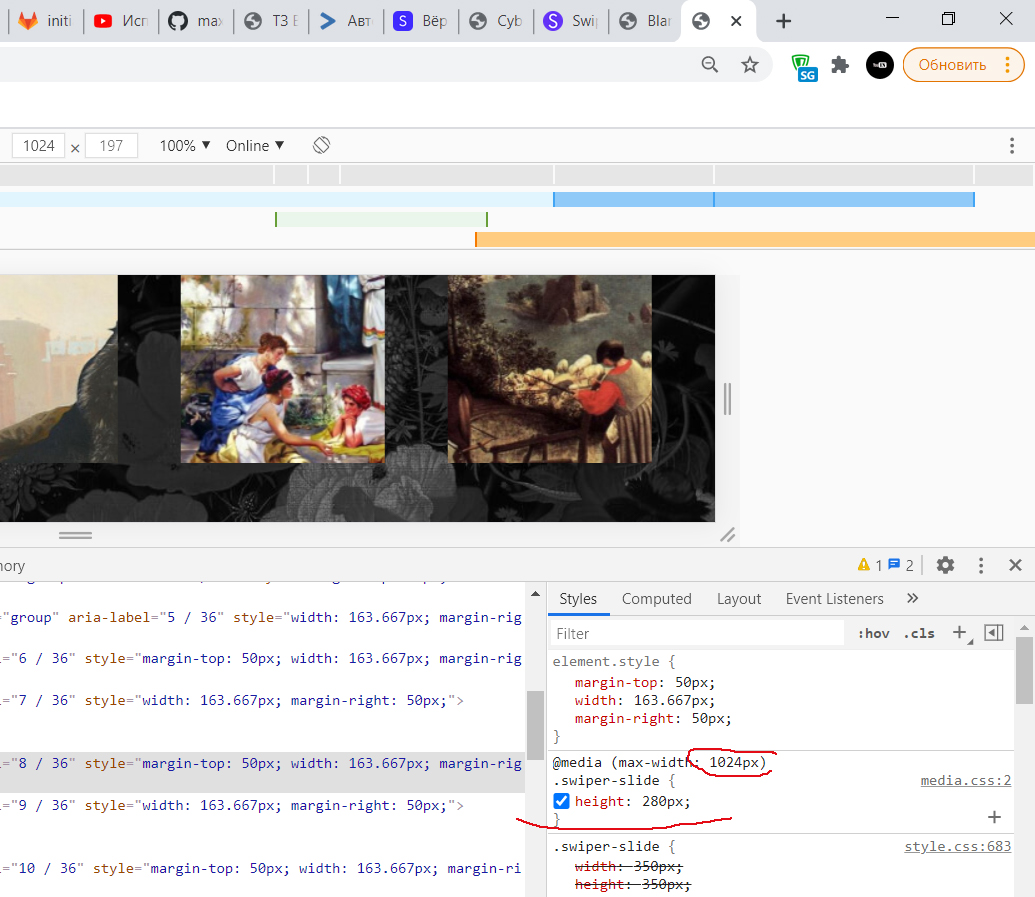 initi
Исп
max
ТЗ Е
Авт
S Вёр
Cyb
S Swip
Blan
SG
Обновить
1024 × 197 100% ▼ Online ▼
nory
1 2
="group" aria-label="5 / 36" style="width: 163.667px; margin-rig
="6 / 36" style="margin-top: 50px; width: 163.667px; margin-rig
="7 / 36" style="width: 163.667px; margin-right: 50px;">
="8 / 36" style="margin-top: 50px; width: 163.667px; margin-rig
="9 / 36" style="width: 163.667px; margin-right: 50px;">
="10 / 36" style="margin-top: 50px; width: 163.667px; margin-ri
Styles Computed Layout Event Listeners »
Filter :hov .cls +
element.style {
margin-top: 50px;
width: 163.667px;
margin-right: 50px;
}
@media (max-width: 1024px)
.swiper-slide { media.css:2
height: 280px;
}
.swiper-slide { style.css:683
width: 350px;
height: 350px;